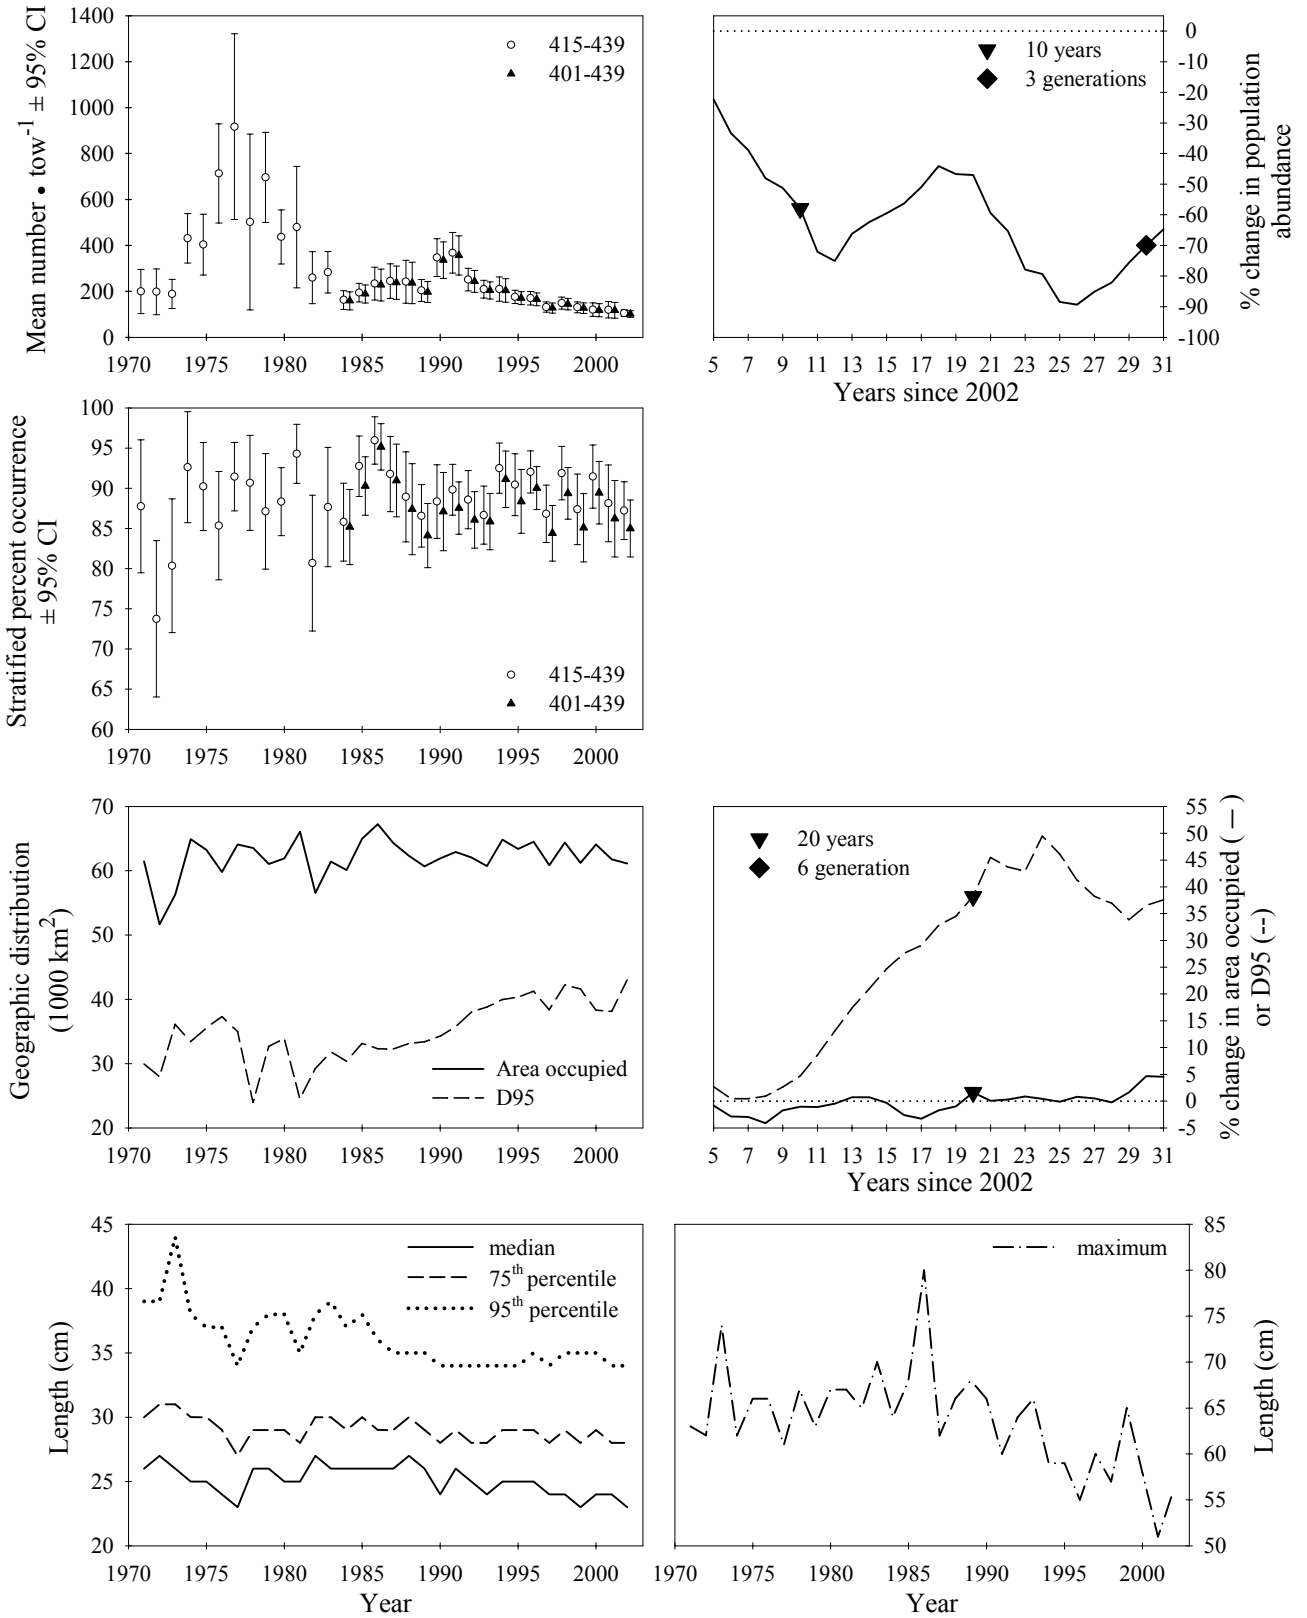 Mean number • tow-1 ± 95% CI
1400
1200
1000
800
600
400
200
0
415-439
401-439
1970 1975 1980 1985 1990 1995 2000
10 years
3 generations
0
-10
-20
-30
-40
-50
-60
-70
-80
-90
-100
% change in population
abundance
5 7 9 11 13 15 17 19 21 23 25 27 29 31
Years since 2002
Stratified percent occurrence
± 95% CI
100
95
90
85
80
75
70
65
60
415-439
401-439
1970 1975 1980 1985 1990 1995 2000
Geographic distribution
(1000 km2)
70
60
50
40
30
20
Area occupied
D95
1970 1975 1980 1985 1990 1995 2000
20 years
6 generation
55
50
45
40
35
30
25
20
15
10
5
0
-5
% change in area occupied (—)
or D95 (--)
5 7 9 11 13 15 17 19 21 23 25 27 29 31
Years since 2002
Length (cm)
45
40
35
30
25
20
median
75th percentile
95th percentile
1970 1975 1980 1985 1990 1995 2000
Year
maximum
85
80
75
70
65
60
55
50
Length (cm)
1970 1975 1980 1985 1990 1995 2000
Year